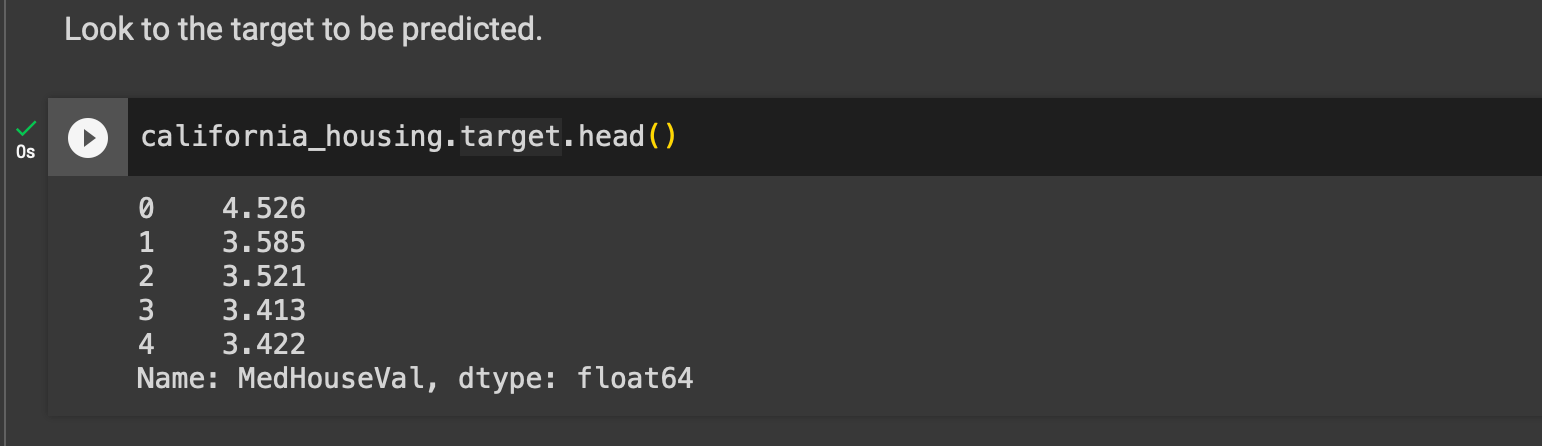 Look to the target to be predicted.
0s
california_housing.target.head()
0    4.526
1    3.585
2    3.521
3    3.413
4    3.422
Name: MedHouseVal, dtype: float64